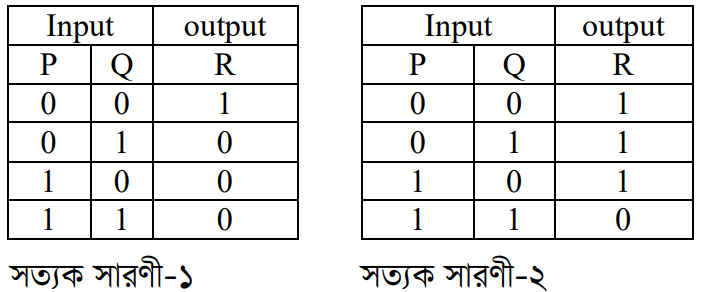 Input output Input output
P Q R P Q R
0 0 1 0 0 1
0 1 0 0 1 1
1 0 0 1 0 1
1 1 0 1 1 0
সত্যক সারণী-১ সত্যক সারণী-২